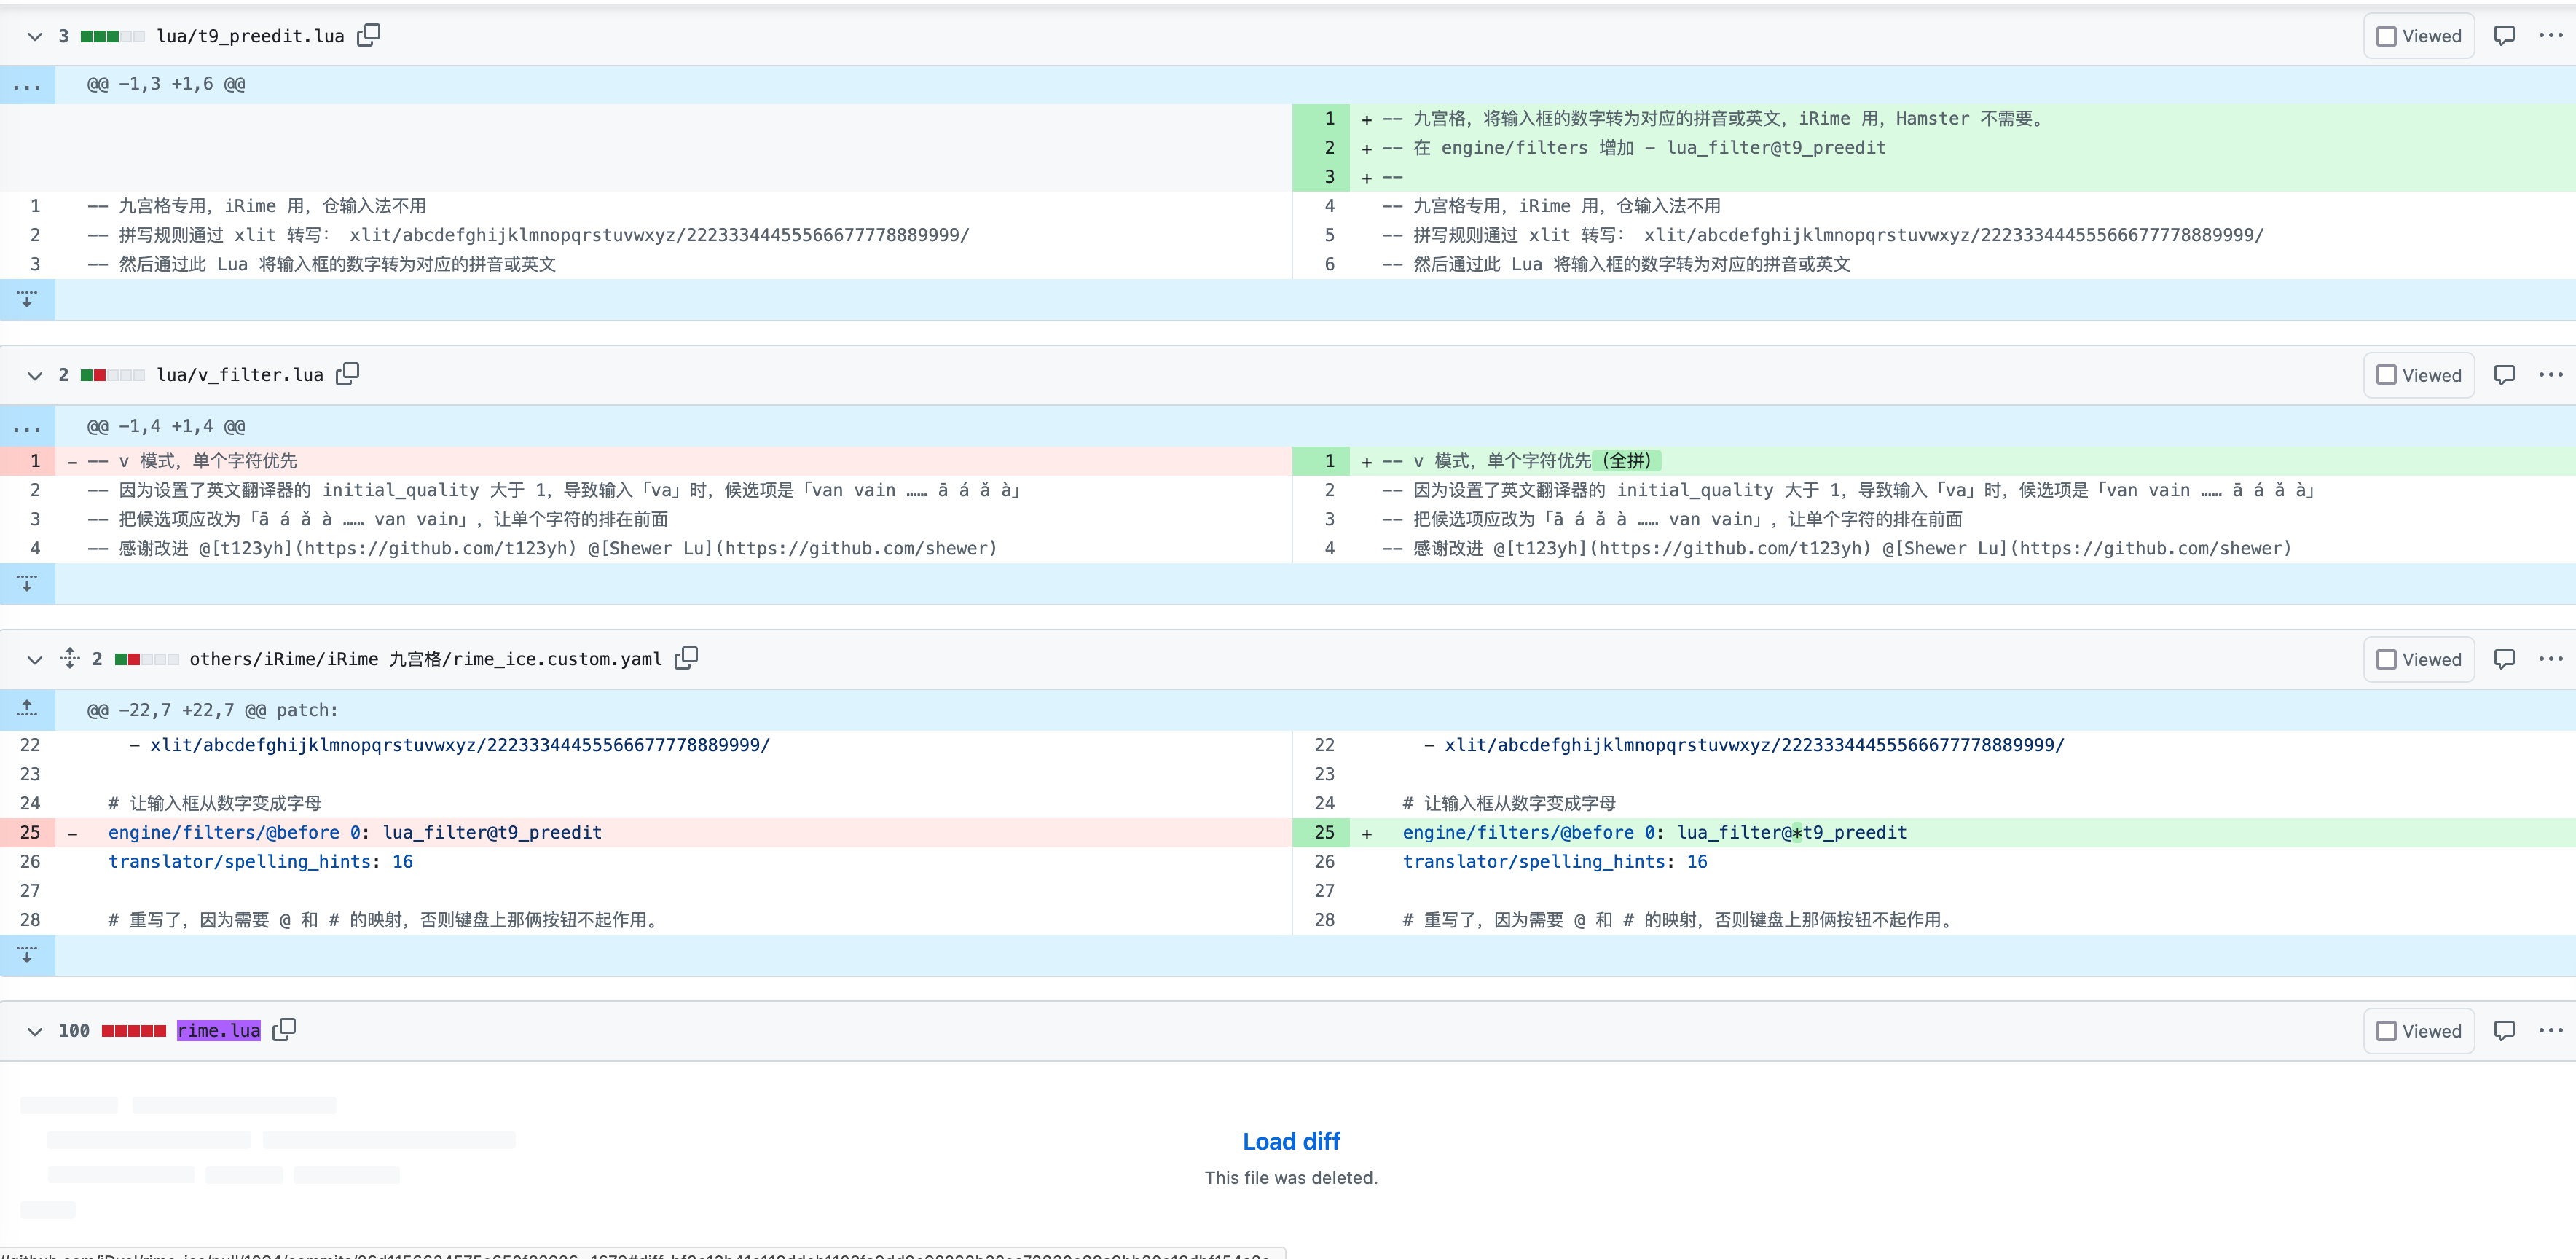 3 lua/t9_preedit.lua Viewed
@@ -1,3 +1,6 @@
1 + -- 九宫格，将输入框的数字转为对应的拼音或英文，iRime 用，Hamster 不需要。
2 + -- 在 engine/filters 增加 - lua_filter@t9_preedit
3 + --
1 -- 九宫格专用，iRime 用，仓输入法不用 4 -- 九宫格专用，iRime 用，仓输入法不用
2 -- 拼写规则通过 xlit 转写： xlit/abcdefghijklmnopqrstuvwxyz/22233344455566677778889999/ 5 -- 拼写规则通过 xlit 转写： xlit/abcdefghijklmnopqrstuvwxyz/22233344455566677778889999/
3 -- 然后通过此 Lua 将输入框的数字转为对应的拼音或英文 6 -- 然后通过此 Lua 将输入框的数字转为对应的拼音或英文
2 lua/v_filter.lua Viewed
@@ -1,4 +1,4 @@
1 - -- v 模式，单个字符优先 1 + -- v 模式，单个字符优先（全拼）
2 -- 因为设置了英文翻译器的 initial_quality 大于 1，导致输入「va」时，候选项是「van vain …… ā á ǎ à」 2 -- 因为设置了英文翻译器的 initial_quality 大于 1，导致输入「va」时，候选项是「van vain …… ā á ǎ à」
3 -- 把候选项应改为「ā á ǎ à …… van vain」，让单个字符的排在前面 3 -- 把候选项应改为「ā á ǎ à …… van vain」，让单个字符的排在前面
4 -- 感谢改进 @[t123yh](https://github.com/t123yh) @[Shewer Lu](https://github.com/shewer) 4 -- 感谢改进 @[t123yh](https://github.com/t123yh) @[Shewer Lu](https://github.com/shewer)
2 others/iRime/iRime 九宫格/rime_ice.custom.yaml Viewed
@@ -22,7 +22,7 @@ patch:
22 - xlit/abcdefghijklmnopqrstuvwxyz/22233344455566677778889999/ 22 - xlit/abcdefghijklmnopqrstuvwxyz/22233344455566677778889999/
23 23
24 # 让输入框从数字变成字母 24 # 让输入框从数字变成字母
25 - engine/filters/@before 0: lua_filter@t9_preedit 25 + engine/filters/@before 0: lua_filter@*t9_preedit
26 translator/spelling_hints: 16 26 translator/spelling_hints: 16
27 27
28 # 重写了，因为需要 @ 和 # 的映射，否则键盘上那俩按钮不起作用。 28 # 重写了，因为需要 @ 和 # 的映射，否则键盘上那俩按钮不起作用。
100 rime.lua Viewed
Load diff
This file was deleted.